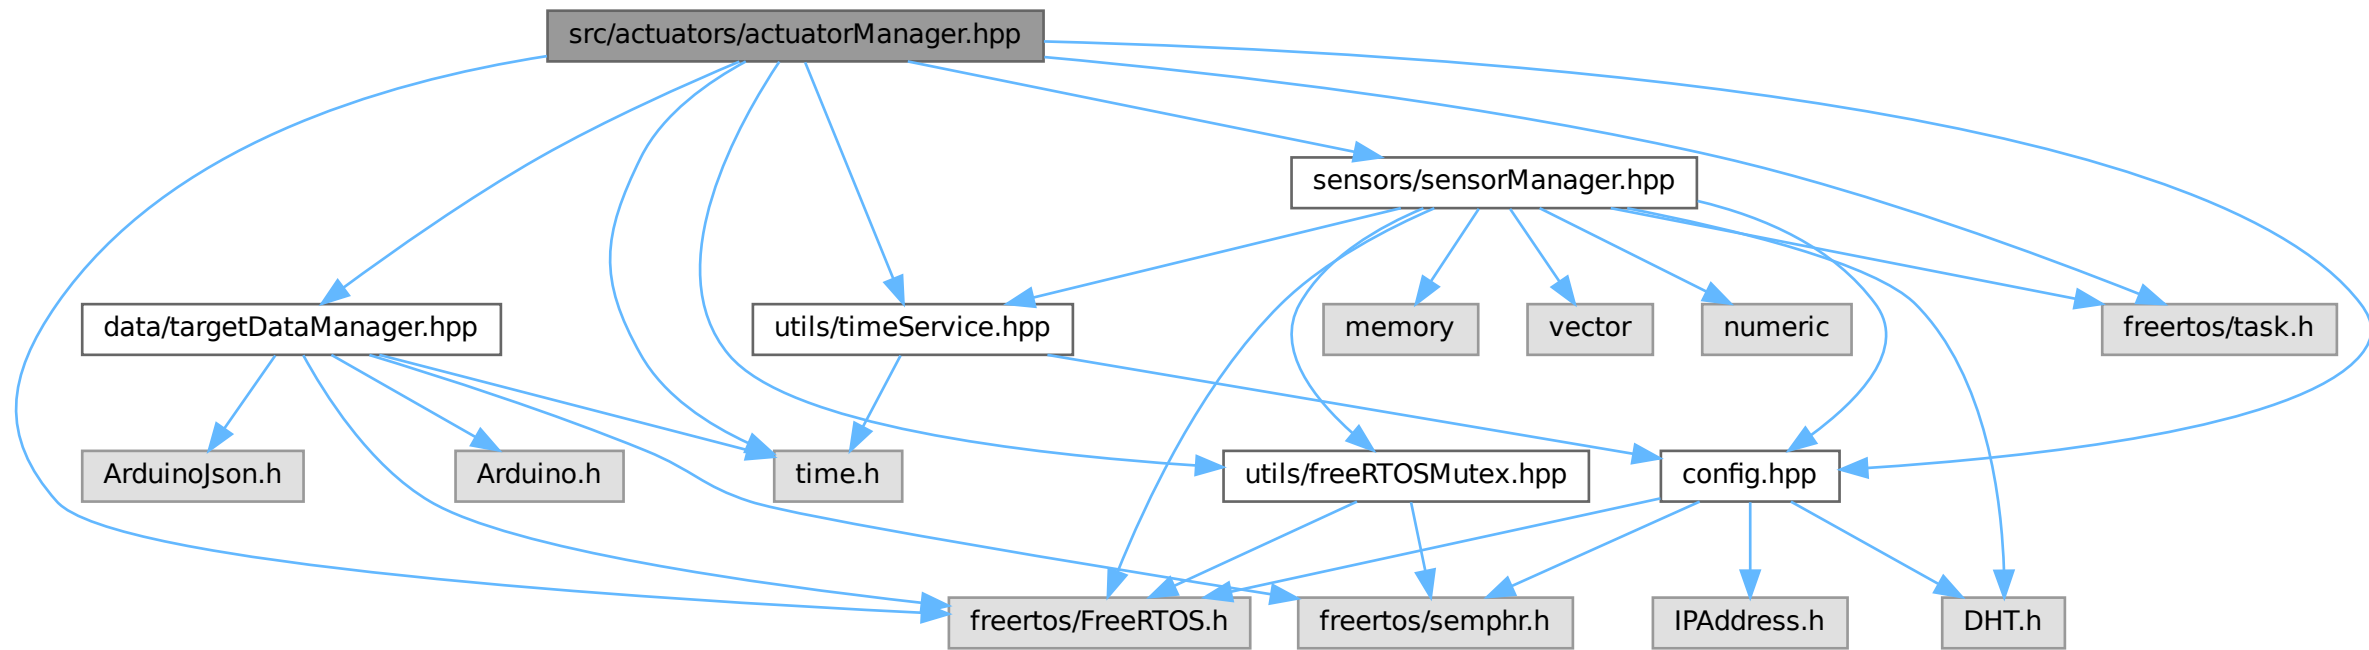 src/actuators/actuatorManager.hpp
sensors/sensorManager.hpp
data/targetDataManager.hpp
utils/timeService.hpp
memory
vector
numeric
freertos/task.h
ArduinoJson.h
Arduino.h
time.h
utils/freeRTOSMutex.hpp
config.hpp
freertos/FreeRTOS.h
freertos/semphr.h
IPAddress.h
DHT.h